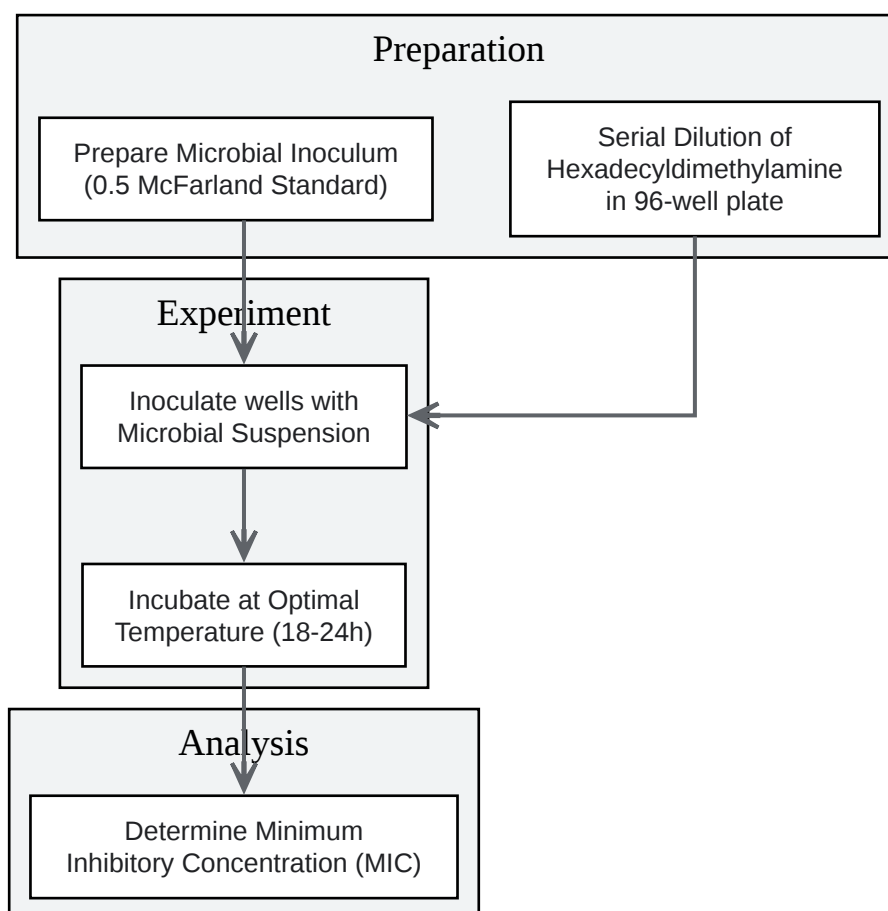 Preparation
Prepare Microbial Inoculum
(0.5 McFarland Standard)
Serial Dilution of
Hexadecyldimethylamine
in 96-well plate
Experiment
Inoculate wells with
Microbial Suspension
Incubate at Optimal
Temperature (18-24h)
Analysis
Determine Minimum
Inhibitory Concentration (MIC)